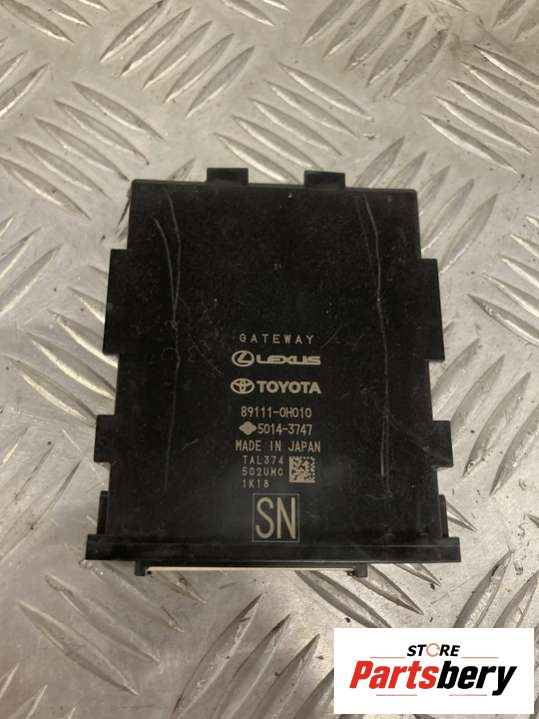 GATEWAY
LEXUS
TOYOTA
89111-0H010
5014-3747
MADE IN JAPAN
TAL374
502UMC
1K18
SN
STORE
Partsbery